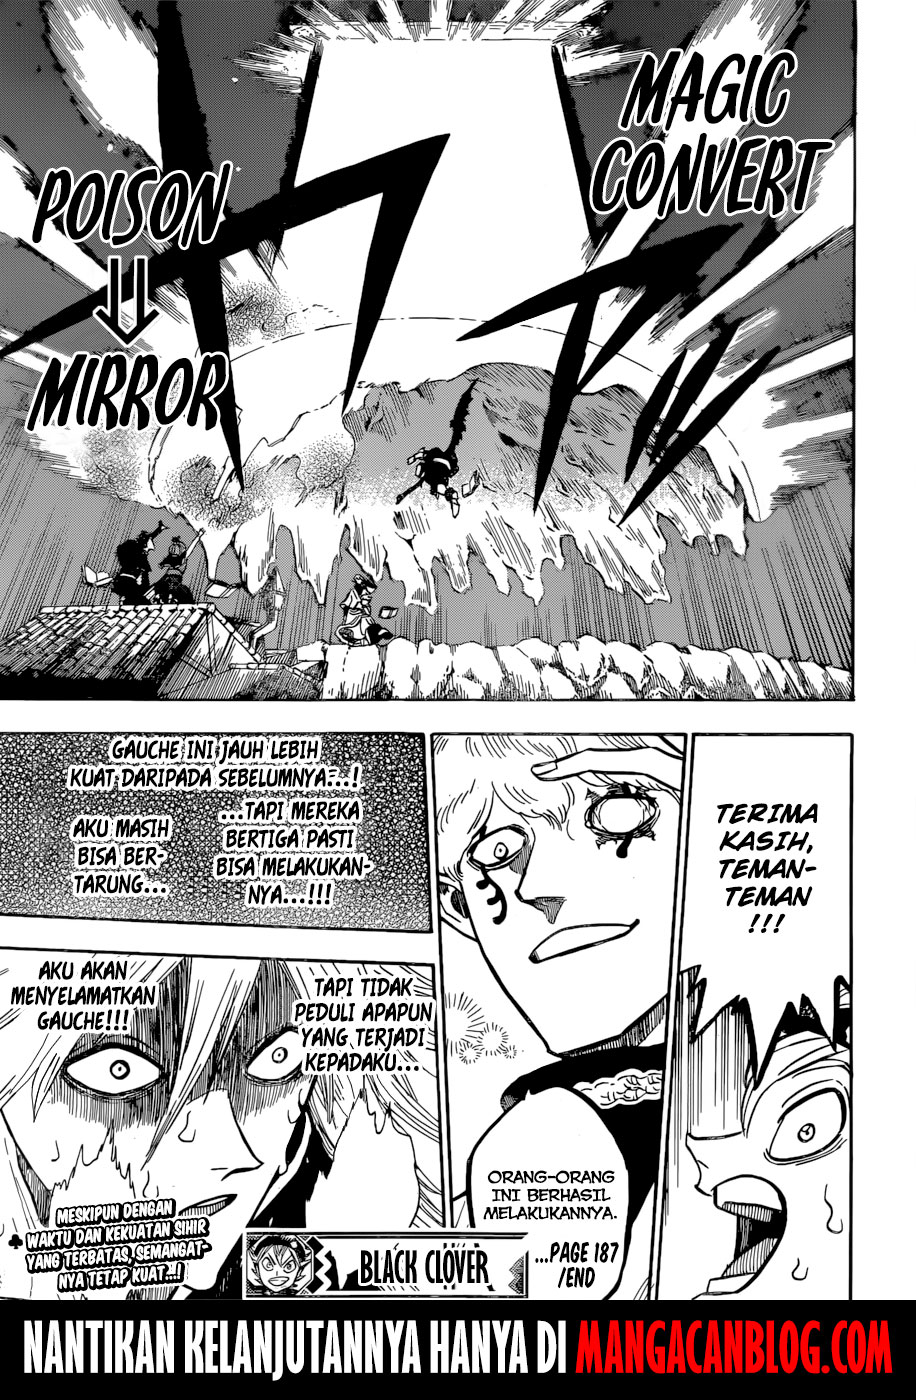 MAGIC
CONVERT
POISON
⇓
MIRROR
TERIMA
KASIH,
TEMAN-
TEMAN
!!!
ORANG-ORANG
INI BERHASIL
MELAKUKANNYA.
GAUCHE INI JAUH LEBIH
KUAT DARIPADA SEBELUMNYA...!
...TAPI MEREKA
BERTIGA PASTI
BISA MELAKUKAN-
NYA...!!!
AKU MASIH
BISA BER-
TARUNG...
TAPI TIDAK
PEDULI APAPUN
YANG TERJADI
KEPADAKU...
AKU AKAN
MENYELAMATKAN
GAUCHE!!!
♣ MESKIPUN DENGAN
WAKTU DAN KEKUATAN SIHIR
YANG TERBATAS, SEMANGAT-
NYA TETAP KUAT...!
BLACK CLOVER
...PAGE 187
/END
NANTIKAN KELANJUTANNYA HANYA DI MANGACANBLOG.COM